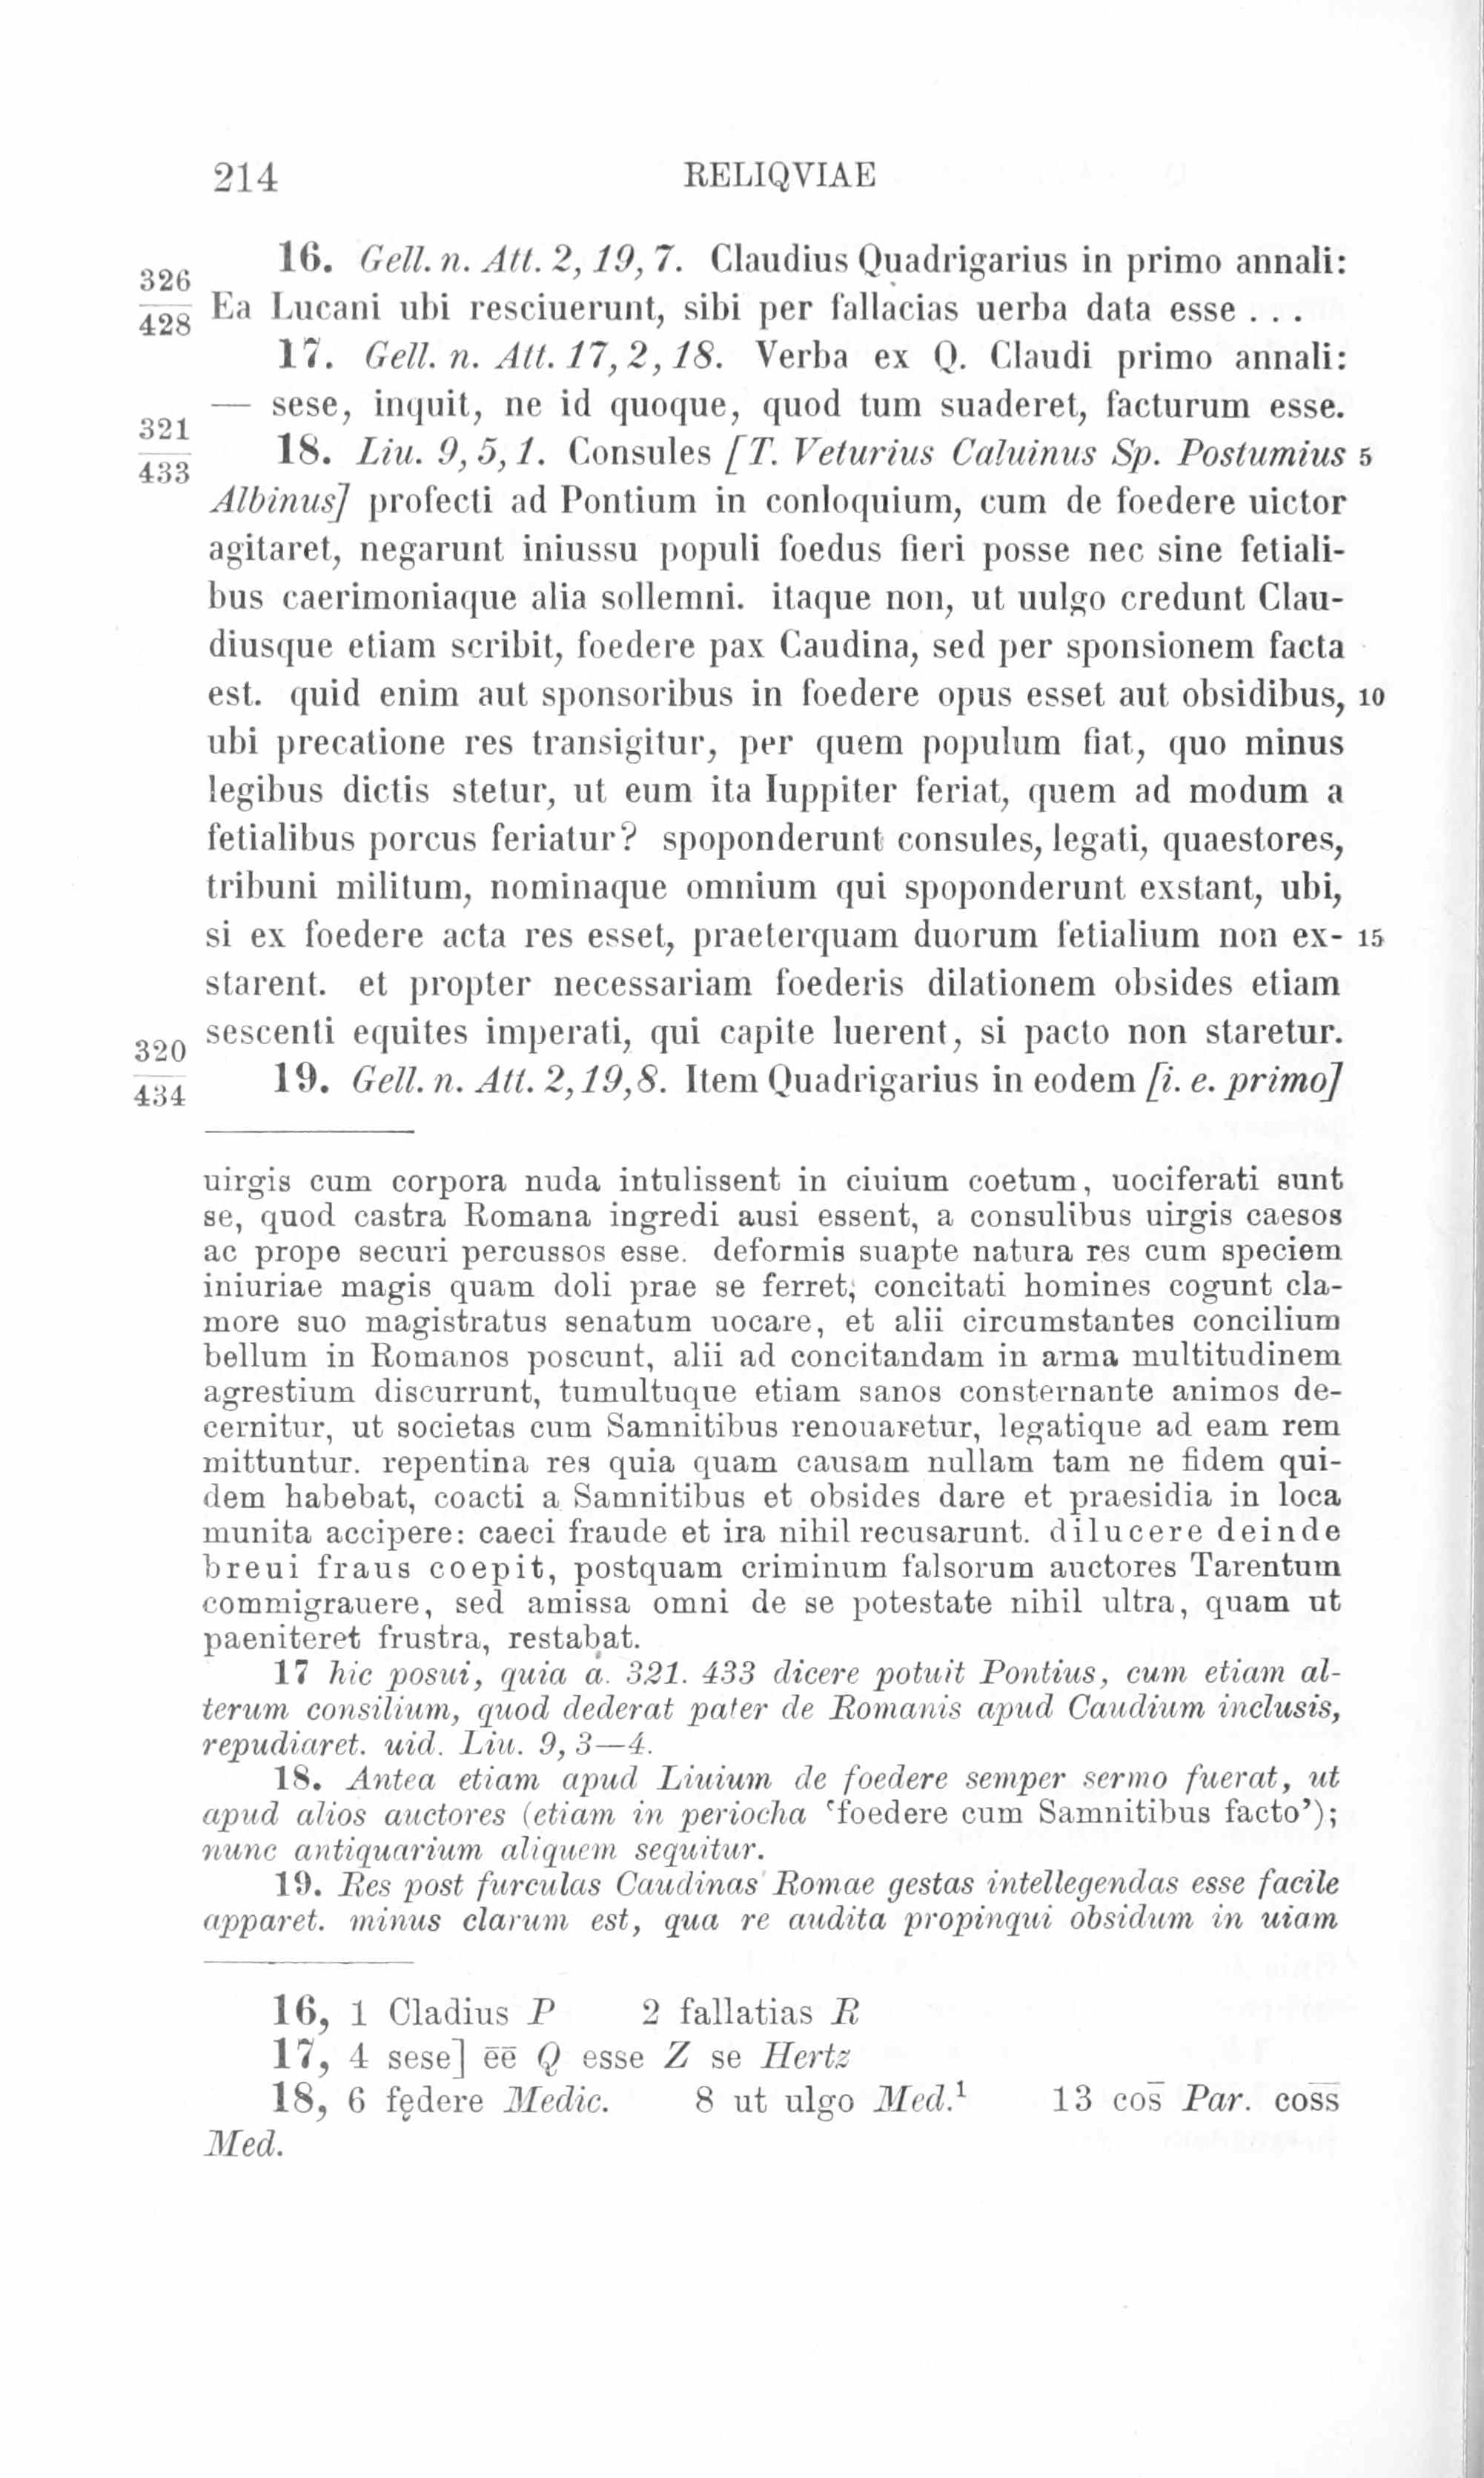 214 RELIQVIAE
16. Gell. n. Att. 2, 19, 7. Claudius Quadrigarius in primo annali:
326
428
Ea Lucani ubi resciuerunt, sibi per fallacias uerba data esse . . .
17. Gell. n. Att. 17, 2, 18. Verba ex Q. Claudi primo annali:
— sese, inquit, ne id quoque, quod tum suaderet, facturum esse.
321
433
18. Liu. 9, 5, 1. Consules [T. Veturius Caluinus Sp. Postumius 5
Albinus] profecti ad Pontium in conloquium, cum de foedere uictor
agitaret, negarunt iniussu populi foedus fieri posse nec sine fetiali-
bus caerimoniaque alia sollemni. itaque non, ut uulgo credunt Clau-
diusque etiam scribit, foedere pax Caudina, sed per sponsionem facta
est. quid enim aut sponsoribus in foedere opus esset aut obsidibus, 10
ubi precatione res transigitur, per quem populum fiat, quo minus
legibus dictis stetur, ut eum ita Iuppiter feriat, quem ad modum a
fetialibus porcus feriatur? spoponderunt consules, legati, quaestores,
tribuni militum, nominaque omnium qui spoponderunt exstant, ubi,
si ex foedere acta res esset, praeterquam duorum fetialium non ex- 15
starent. et propter necessariam foederis dilationem obsides etiam
sescenti equites imperati, qui capite luerent, si pacto non staretur.
320
434
19. Gell. n. Att. 2,19,8. Item Quadrigarius in eodem [i. e. primo]
uirgis cum corpora nuda intulissent in ciuium coetum, uociferati sunt
se, quod castra Romana ingredi ausi essent, a consulibus uirgis caesos
ac prope securi percussos esse. deformis suapte natura res cum speciem
iniuriae magis quam doli prae se ferret, concitati homines cogunt cla-
more suo magistratus senatum uocare, et alii circumstantes concilium
bellum in Romanos poscunt, alii ad concitandam in arma multitudinem
agrestium discurrunt, tumultuque etiam sanos consternante animos de-
cernitur, ut societas cum Samnitibus renouaretur, legatique ad eam rem
mittuntur. repentina res quia quam causam nullam tam ne fidem qui-
dem habebat, coacti a Samnitibus et obsides dare et praesidia in loca
munita accipere: caeci fraude et ira nihil recusarunt. dilucere deinde
breui fraus coepit, postquam criminum falsorum auctores Tarentum
commigrauere, sed amissa omni de se potestate nihil ultra, quam ut
paeniteret frustra, restabat.
17 hic posui, quia a. 321. 433 dicere potuit Pontius, cum etiam al-
terum consilium, quod dederat pater de Romanis apud Caudium inclusis,
repudiaret. uid. Liu. 9, 3—4.
18. Antea etiam apud Liuium de foedere semper sermo fuerat, ut
apud alios auctores (etiam in periocha ‛foedere cum Samnitibus facto’);
nunc antiquarium aliquem sequitur.
19. Res post furculas Caudinas Romae gestas intellegendas esse facile
apparet. minus clarum est, qua re audita propinqui obsidum in uiam
16, 1 Cladius P 2 fallatias R
17, 4 sese] ēē Q esse Z se Hertz
18, 6 fędere Medic. 8 ut ulgo Med.¹ 13 cos̄ Par. cos̄s̄
Med.